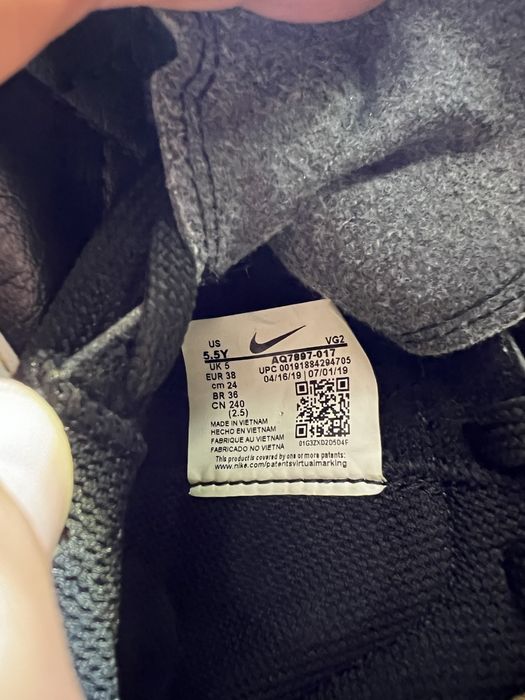 US VG2
5.5Y AQ7897-017
UK 5 UPC 00191884294705
EUR 38 04/16/19 | 07/01/19
cm 24
BR 36
CN 240
(2.5)
MADE IN VIETNAM
HECHO EN VIETNAM
FABRIQUE AU VIETNAM
FABRICADO NO VIETNA
01G3ZXD2D5D4F
This product is covered by one or more patents:
www.nike.com/patentsvirtualmarking